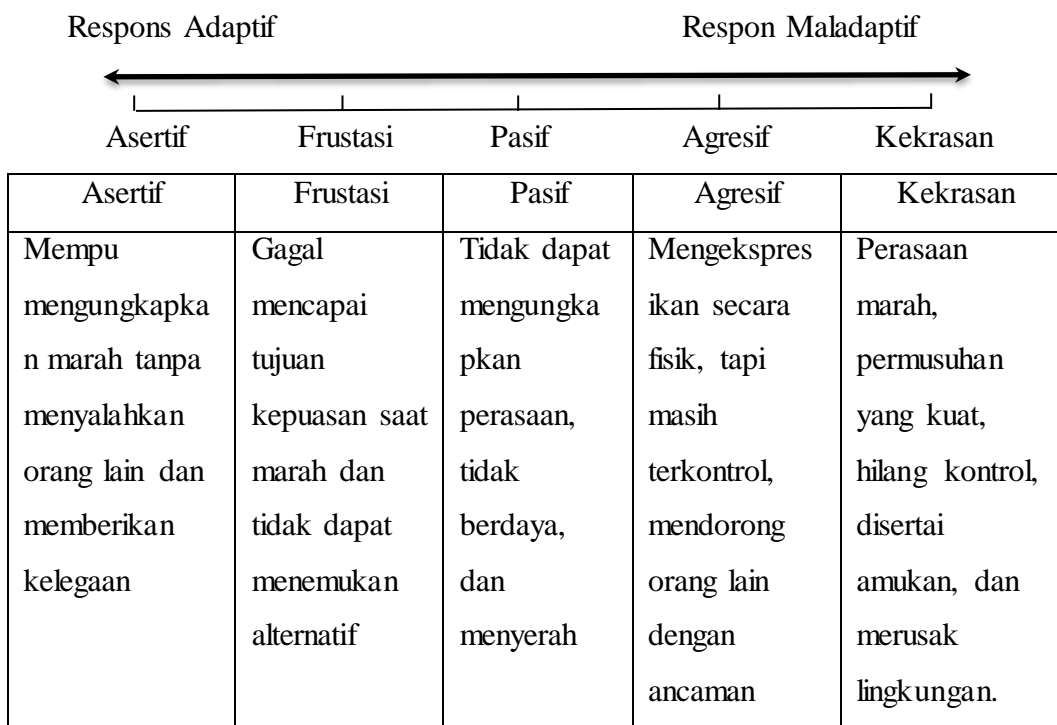 Respons Adaptif Respon Maladaptif
Asertif Frustasi Pasif Agresif Kekrasan
Asertif Frustasi Pasif Agresif Kekrasan
Mempu
mengungkapka
n marah tanpa
menyalahkan
orang lain dan
memberikan
kelegaan
Gagal
mencapai
tujuan
kepuasan saat
marah dan
tidak dapat
menemukan
alternatif
Tidak dapat
mengungka
pkan
perasaan,
tidak
berdaya,
dan
menyerah
Mengekspres
ikan secara
fisik, tapi
masih
terkontrol,
mendorong
orang lain
dengan
ancaman
Perasaan
marah,
permusuhan
yang kuat,
hilang kontrol,
disertai
amukan, dan
merusak
lingkungan.